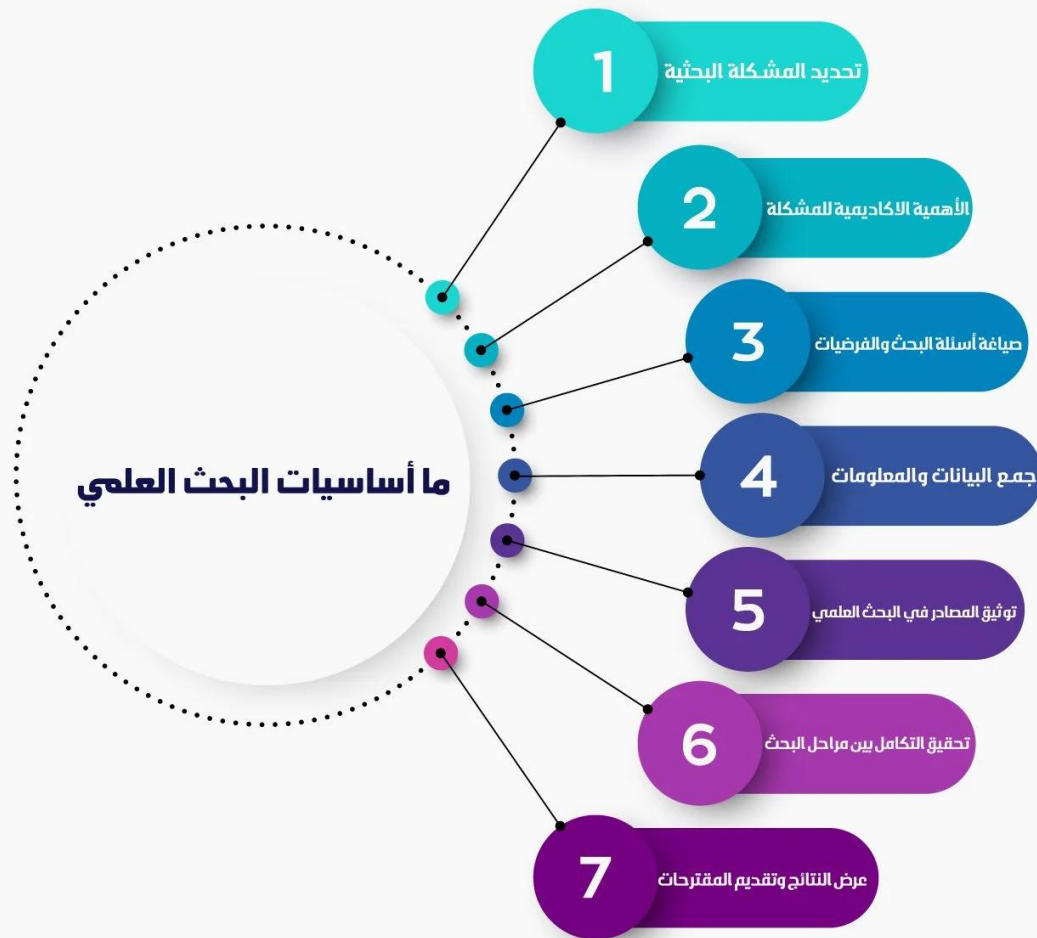 ما أساسيات البحث العلمي
1 تحديد المشكلة البحثية
2 الأهمية الاكاديمية للمشكلة
3 صياغة أسئلة البحث والفرضيات
4 جمع البيانات والمعلومات
5 توثيق المصادر في البحث العلمي
6 تحقيق التكامل بين مراحل البحث
7 عرض النتائج وتقديم المقترحات